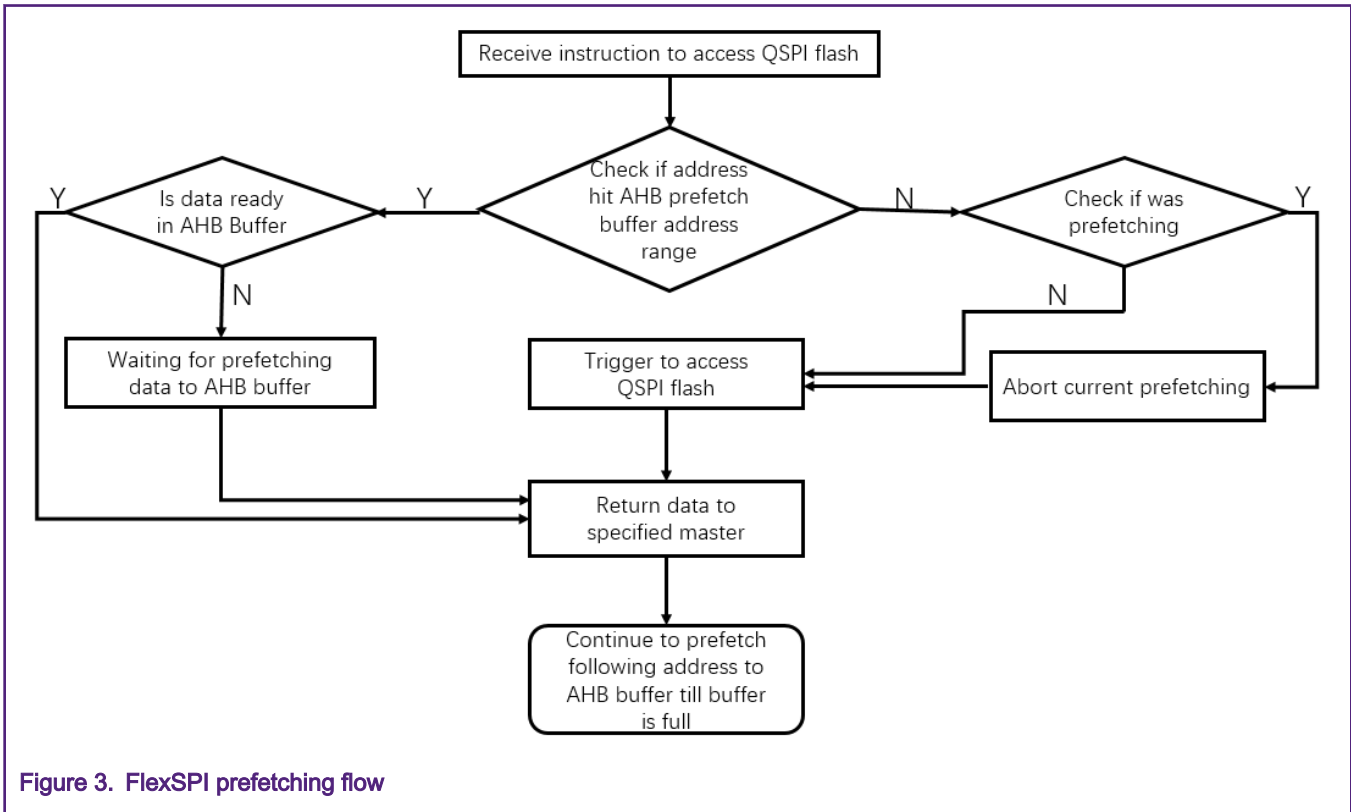 Receive instruction to access QSPI flash
Check if address
hit AHB prefetch
buffer address
range
Y
N
Is data ready
in AHB Buffer
Y
N
Check if was
prefetching
Y
N
Waiting for prefetching
data to AHB buffer
Trigger to access
QSPI flash
Abort current prefetching
Return data to
specified master
Continue to prefetch
following address to
AHB buffer till buffer
is full
Figure 3. FlexSPI prefetching flow